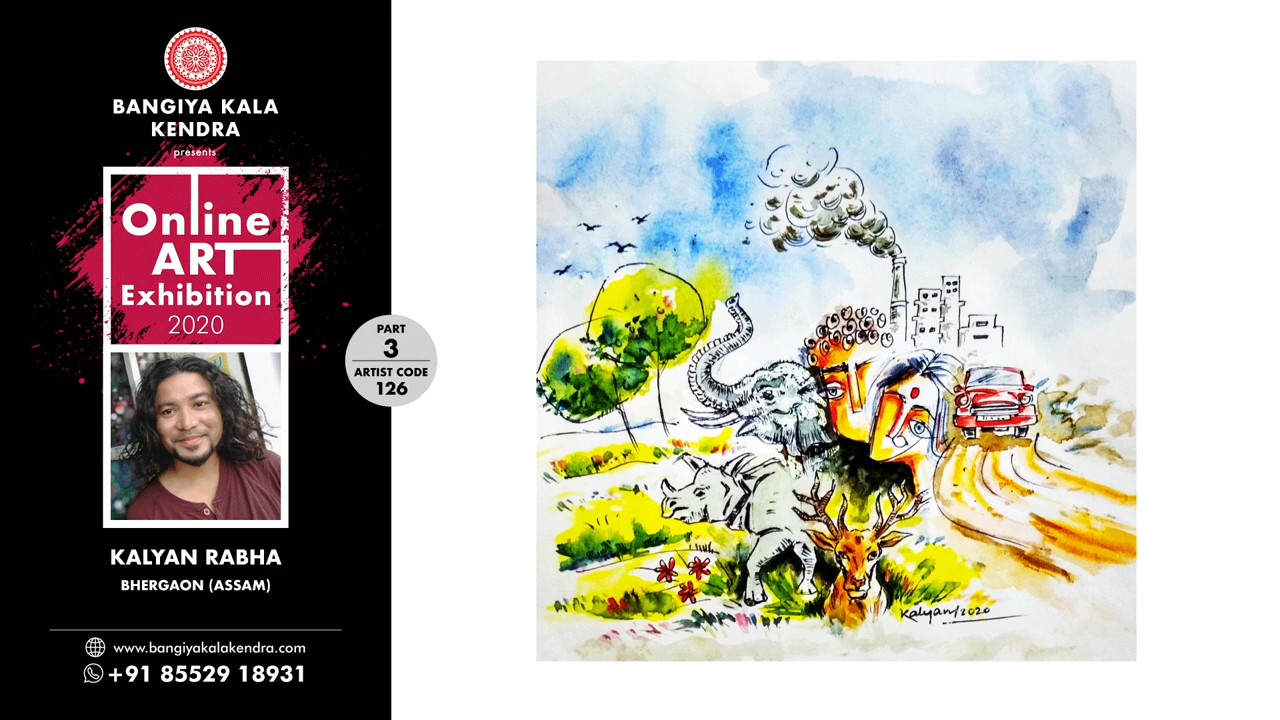 BANGIYA KALA
KENDRA
presents
Online
ART
Exhibition
2020
PART
3
ARTIST CODE
126
KALYAN RABHA
BHERGAON (ASSAM)
www.bangiyakalakendra.com
+91 85529 18931
Kalyan/2020